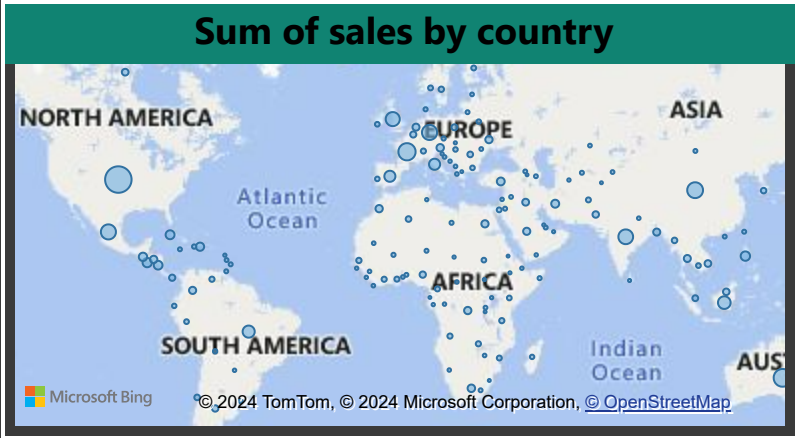 Sum of sales by country
NORTH AMERICA
ASIA
EUROPE
Atlantic
Ocean
AFRICA
SOUTH AMERICA
Indian
Ocean
AUS
Microsoft Bing
© 2024 TomTom, © 2024 Microsoft Corporation, © OpenStreetMap